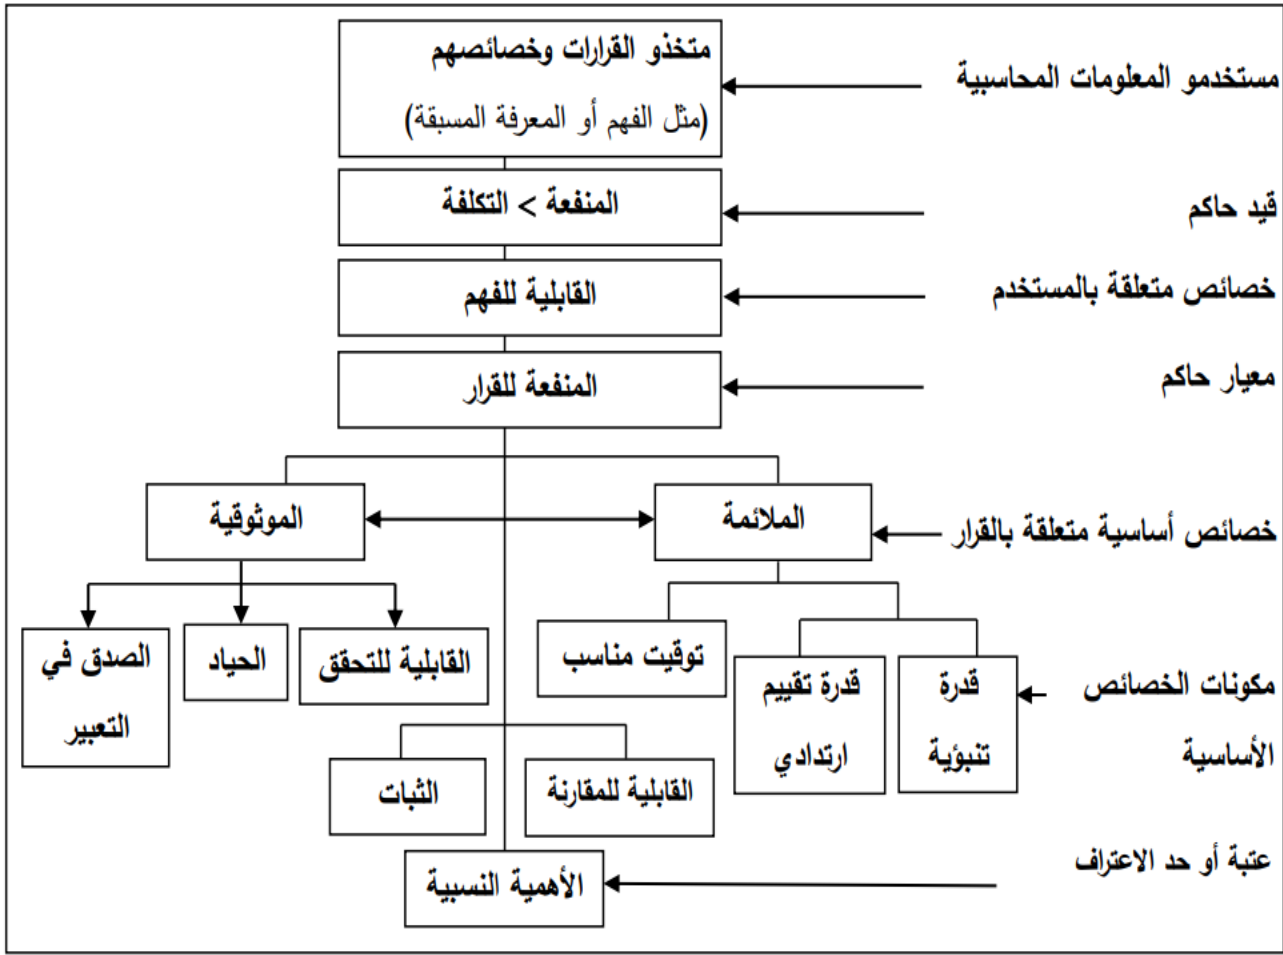 متخذو القرارات وخصائصهم
(مثل الفهم أو المعرفة المسبقة)
مستخدمو المعلومات المحاسبية
المنفعة > التكلفة
قيد حاكم
القابلية للفهم
خصائص متعلقة بالمستخدم
المنفعة للقرار
معيار حاكم
الملائمة
الموثوقية
خصائص أساسية متعلقة بالقرار
قدرة
تنبؤية
قدرة تقييم
ارتدادي
توقيت مناسب
القابلية للتحقق
الحياد
الصدق في
التعبير
مكونات الخصائص
الأساسية
القابلية للمقارنة
الثبات
الأهمية النسبية
عتبة أو حد الاعتراف